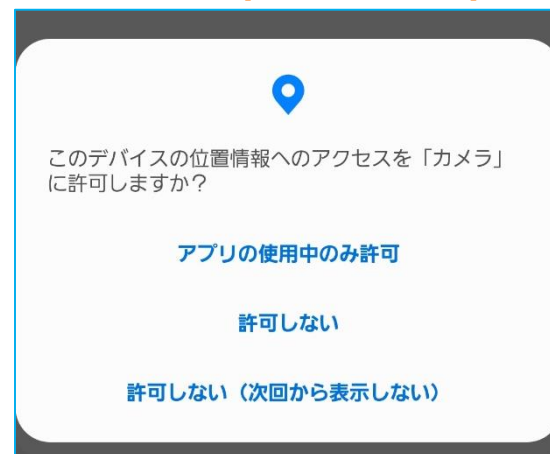 このデバイスの位置情報へのアクセスを「カメラ」
に許可しますか？
アプリの使用中のみ許可
許可しない
許可しない（次回から表示しない）